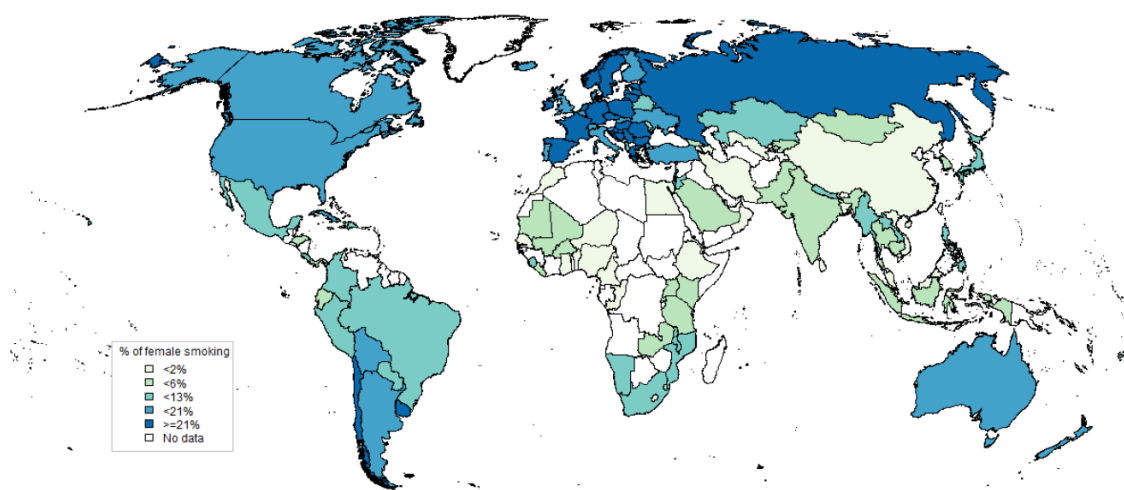 % of female smoking
<2%
<6%
<13%
<21%
>=21%
No data